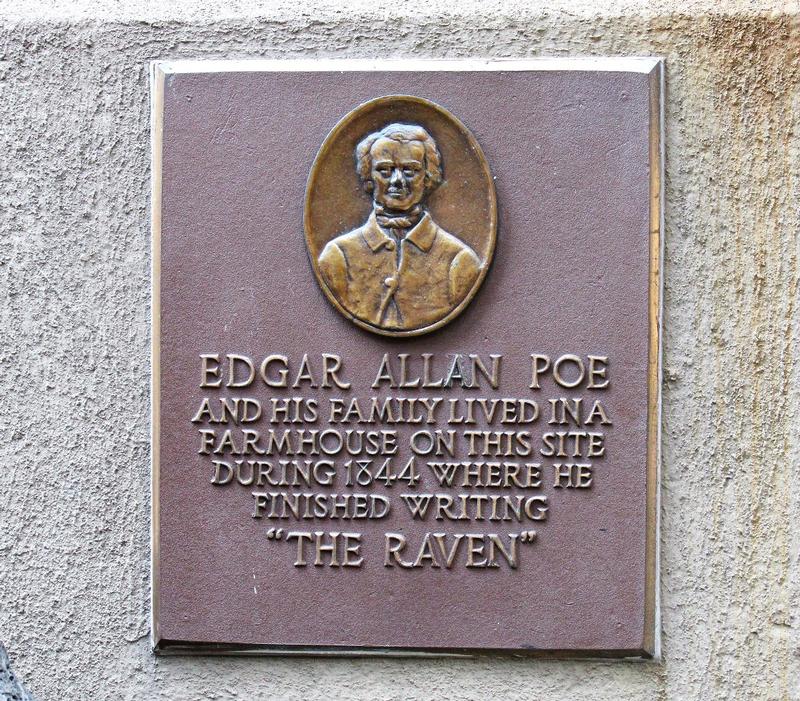 EDGAR ALLAN POE
AND HIS FAMILY LIVED IN A
FARMHOUSE ON THIS SITE
DURING 1844 WHERE HE
FINISHED WRITING
“THE RAVEN”